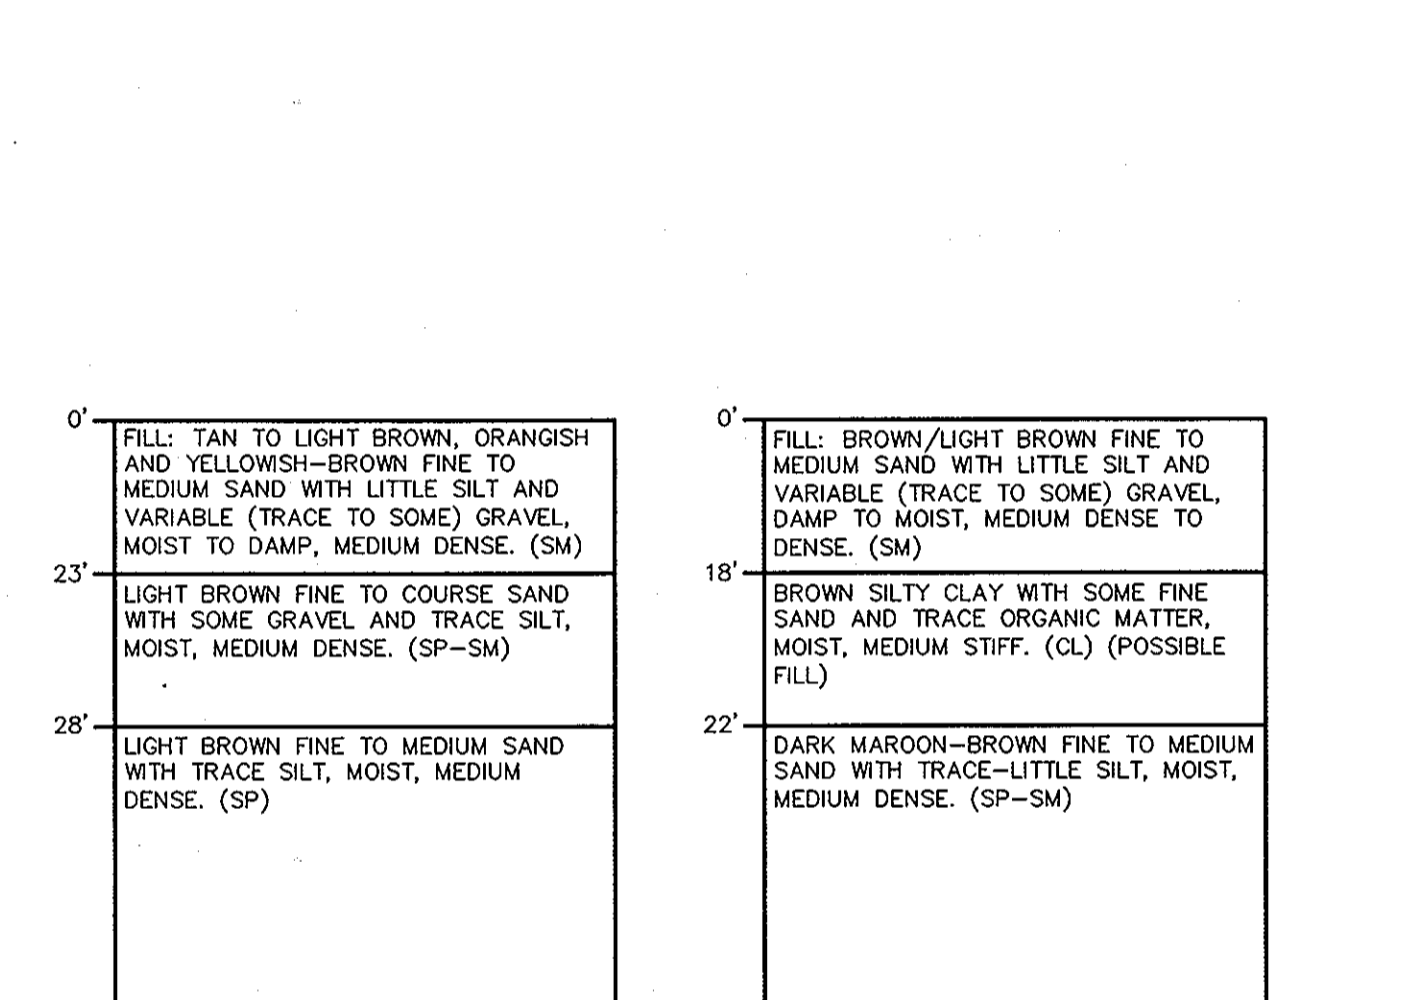 0'
FILL: TAN TO LIGHT BROWN, ORANGISH
AND YELLOWISH-BROWN FINE TO
MEDIUM SAND WITH LITTLE SILT AND
VARIABLE (TRACE TO SOME) GRAVEL,
MOIST TO DAMP, MEDIUM DENSE. (SM)
23'
LIGHT BROWN FINE TO COURSE SAND
WITH SOME GRAVEL AND TRACE SILT,
MOIST, MEDIUM DENSE. (SP-SM)
28'
LIGHT BROWN FINE TO MEDIUM SAND
WITH TRACE SILT, MOIST, MEDIUM
DENSE. (SP)
0'
FILL: BROWN/LIGHT BROWN FINE TO
MEDIUM SAND WITH LITTLE SILT AND
VARIABLE (TRACE TO SOME) GRAVEL,
DAMP TO MOIST, MEDIUM DENSE TO
DENSE. (SM)
18'
BROWN SILTY CLAY WITH SOME FINE
SAND AND TRACE ORGANIC MATTER,
MOIST, MEDIUM STIFF. (CL) (POSSIBLE
FILL)
22'
DARK MAROON-BROWN FINE TO MEDIUM
SAND WITH TRACE-LITTLE SILT, MOIST,
MEDIUM DENSE. (SP-SM)